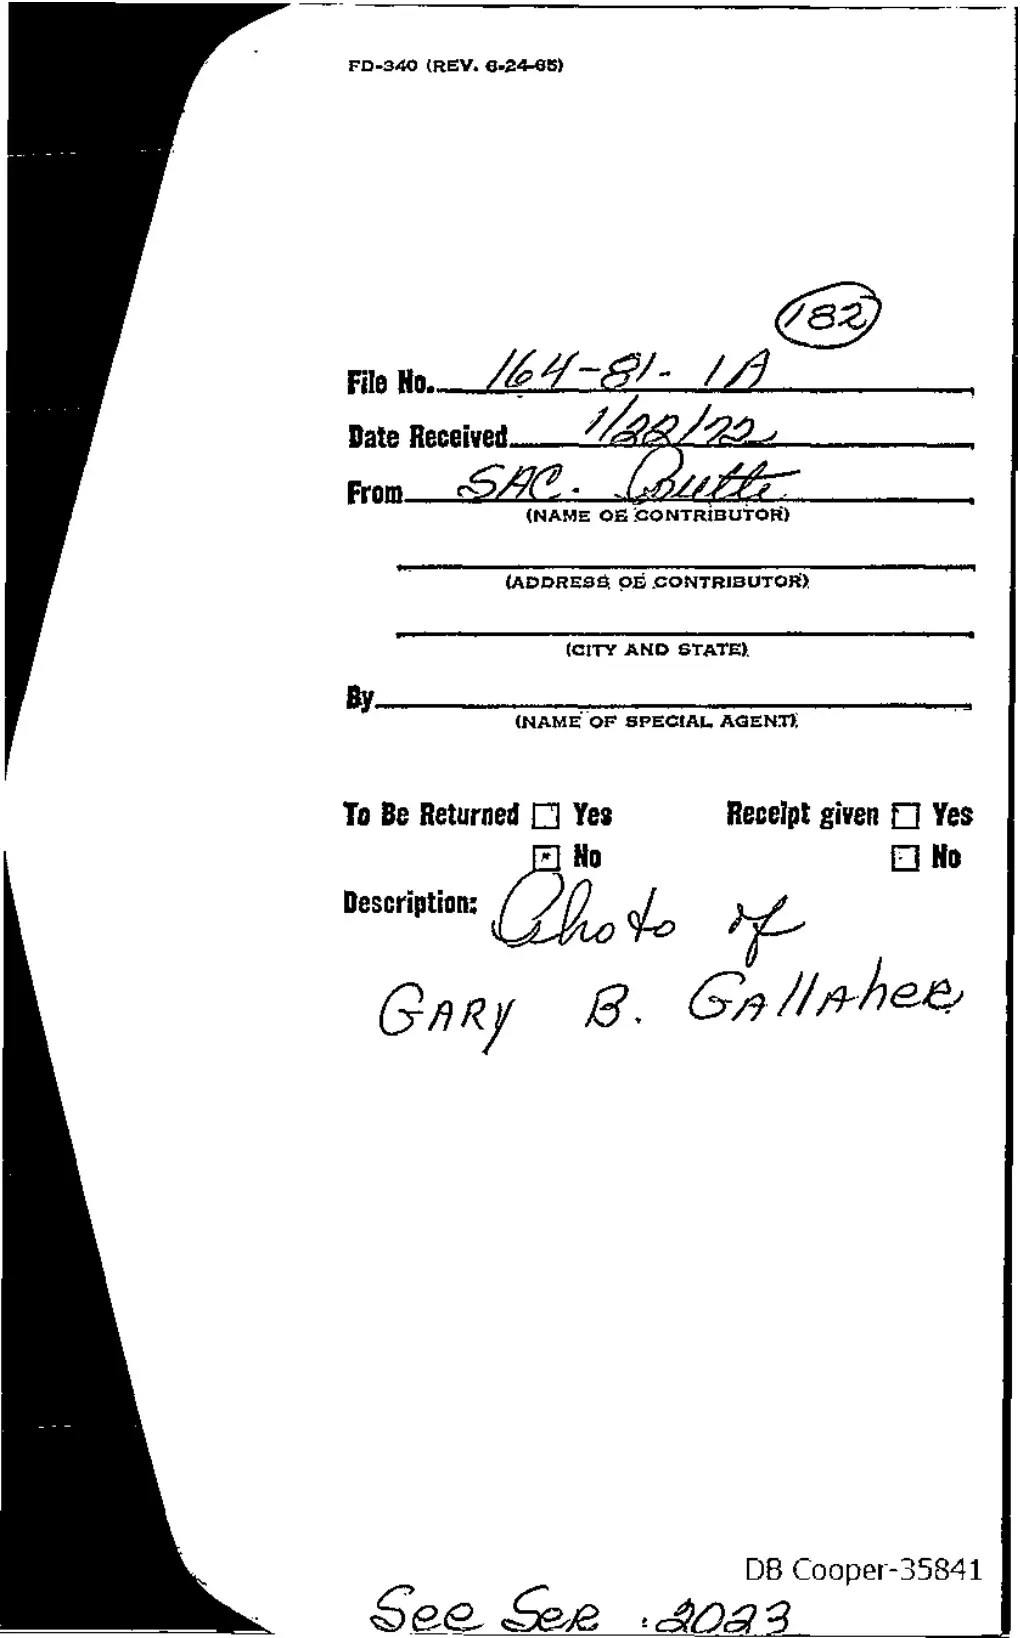 FD-340 (REV. 6-24-65)
182
File No. 164-81-1A
Date Received 1/22/72
From SAC. Butte
(NAME OF CONTRIBUTOR)
(ADDRESS OF CONTRIBUTOR)
(CITY AND STATE)
By
(NAME OF SPECIAL AGENT)
To Be Returned Yes Receipt given Yes
No No
Description: Photo of
GARY B. GAllAheR
DB Cooper-35841
See SeR. 2023